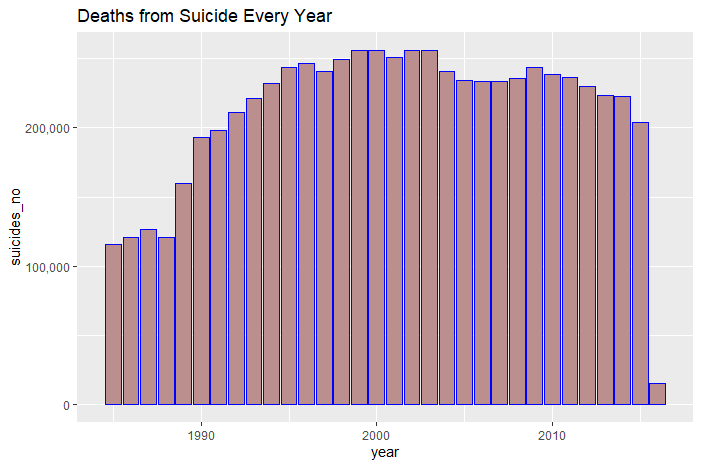 Deaths from Suicide Every Year
suicides_no
200,000
100,000
0
1990 2000 2010
year